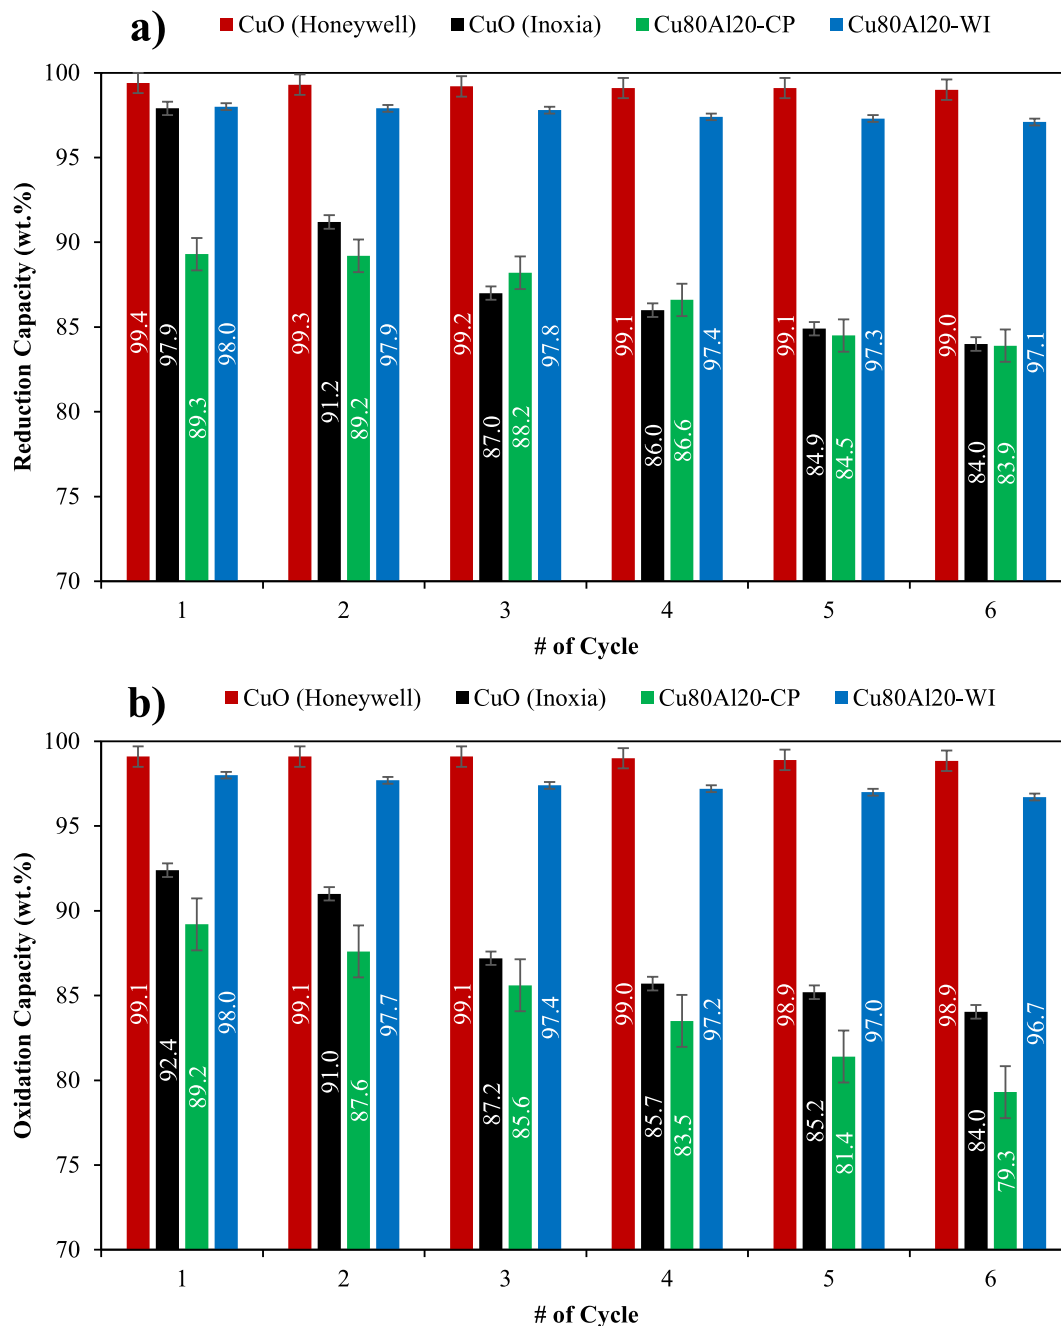 a)
CuO (Honeywell) CuO (Inoxia) Cu80Al20-CP Cu80Al20-WI
Reduction Capacity (wt.%)
100
95
90
85
80
75
70
99.4 97.9 89.3 98.0
99.3 91.2 89.2 97.9
99.2 87.0 88.2 97.8
99.1 86.0 86.6 97.4
99.1 84.9 84.5 97.3
99.0 84.0 83.9 97.1
1 2 3 4 5 6
# of Cycle
b)
CuO (Honeywell) CuO (Inoxia) Cu80Al20-CP Cu80Al20-WI
Oxidation Capacity (wt.%)
100
95
90
85
80
75
70
99.1 92.4 89.2 98.0
99.1 91.0 87.6 97.7
99.1 87.2 85.6 97.4
99.0 85.7 83.5 97.2
98.9 85.2 81.4 97.0
98.9 84.0 79.3 96.7
1 2 3 4 5 6
# of Cycle